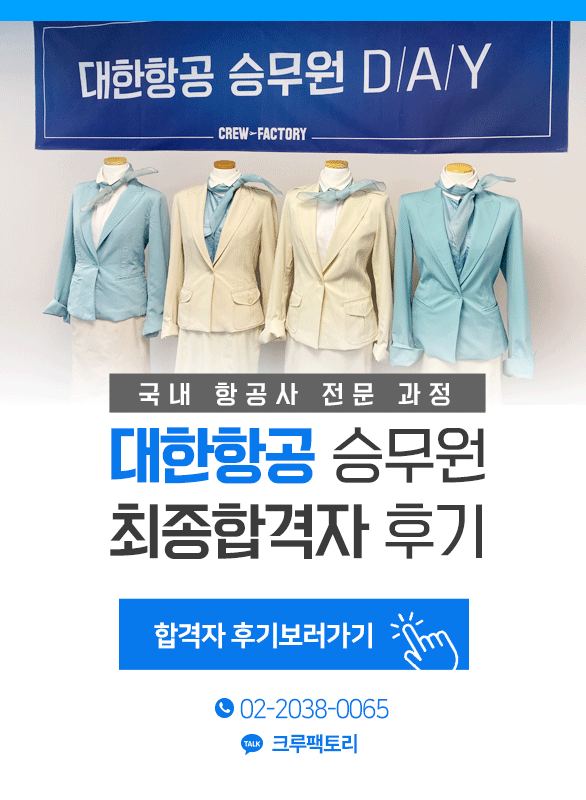 대한항공 승무원 D/A/Y
CREW FACTORY
국내 항공사 전문 과정
대한항공 승무원
최종합격자 후기
합격자 후기보러가기
02-2038-0065
TALK 크루팩토리